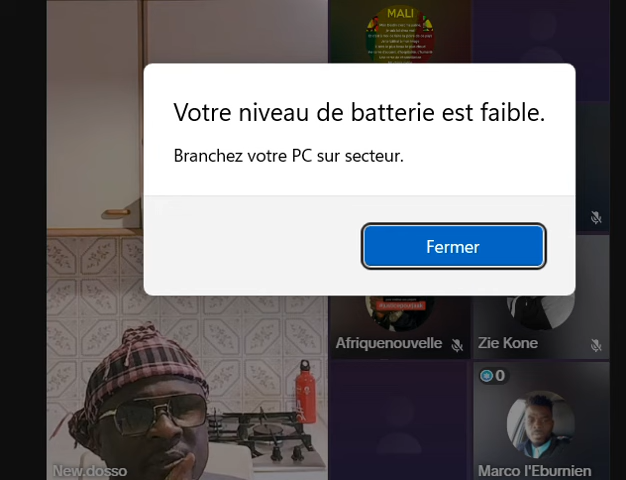 MALI
Votre niveau de batterie est faible.
Branchez votre PC sur secteur.
Fermer
Afriquenouvelle
Zie Kone
0
New.dosso
Marco l'Eburnien